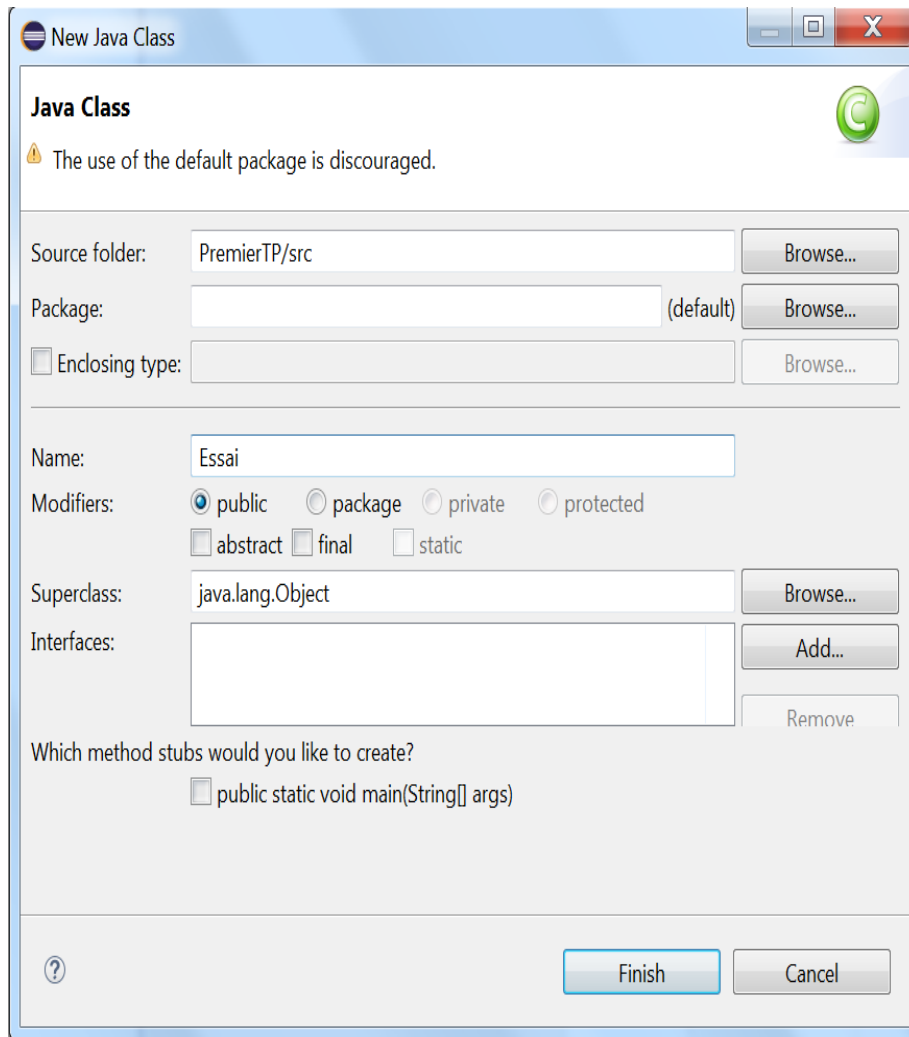 New Java Class
X
Java Class
C
The use of the default package is discouraged.
Source folder: PremierTP/src Browse...
Package: (default) Browse...
Enclosing type: Browse...
Name: Essai
Modifiers: public package private protected
abstract final static
Superclass: java.lang.Object Browse...
Interfaces: Add...
Remove
Which method stubs would you like to create?
public static void main(String[] args)
? Finish Cancel